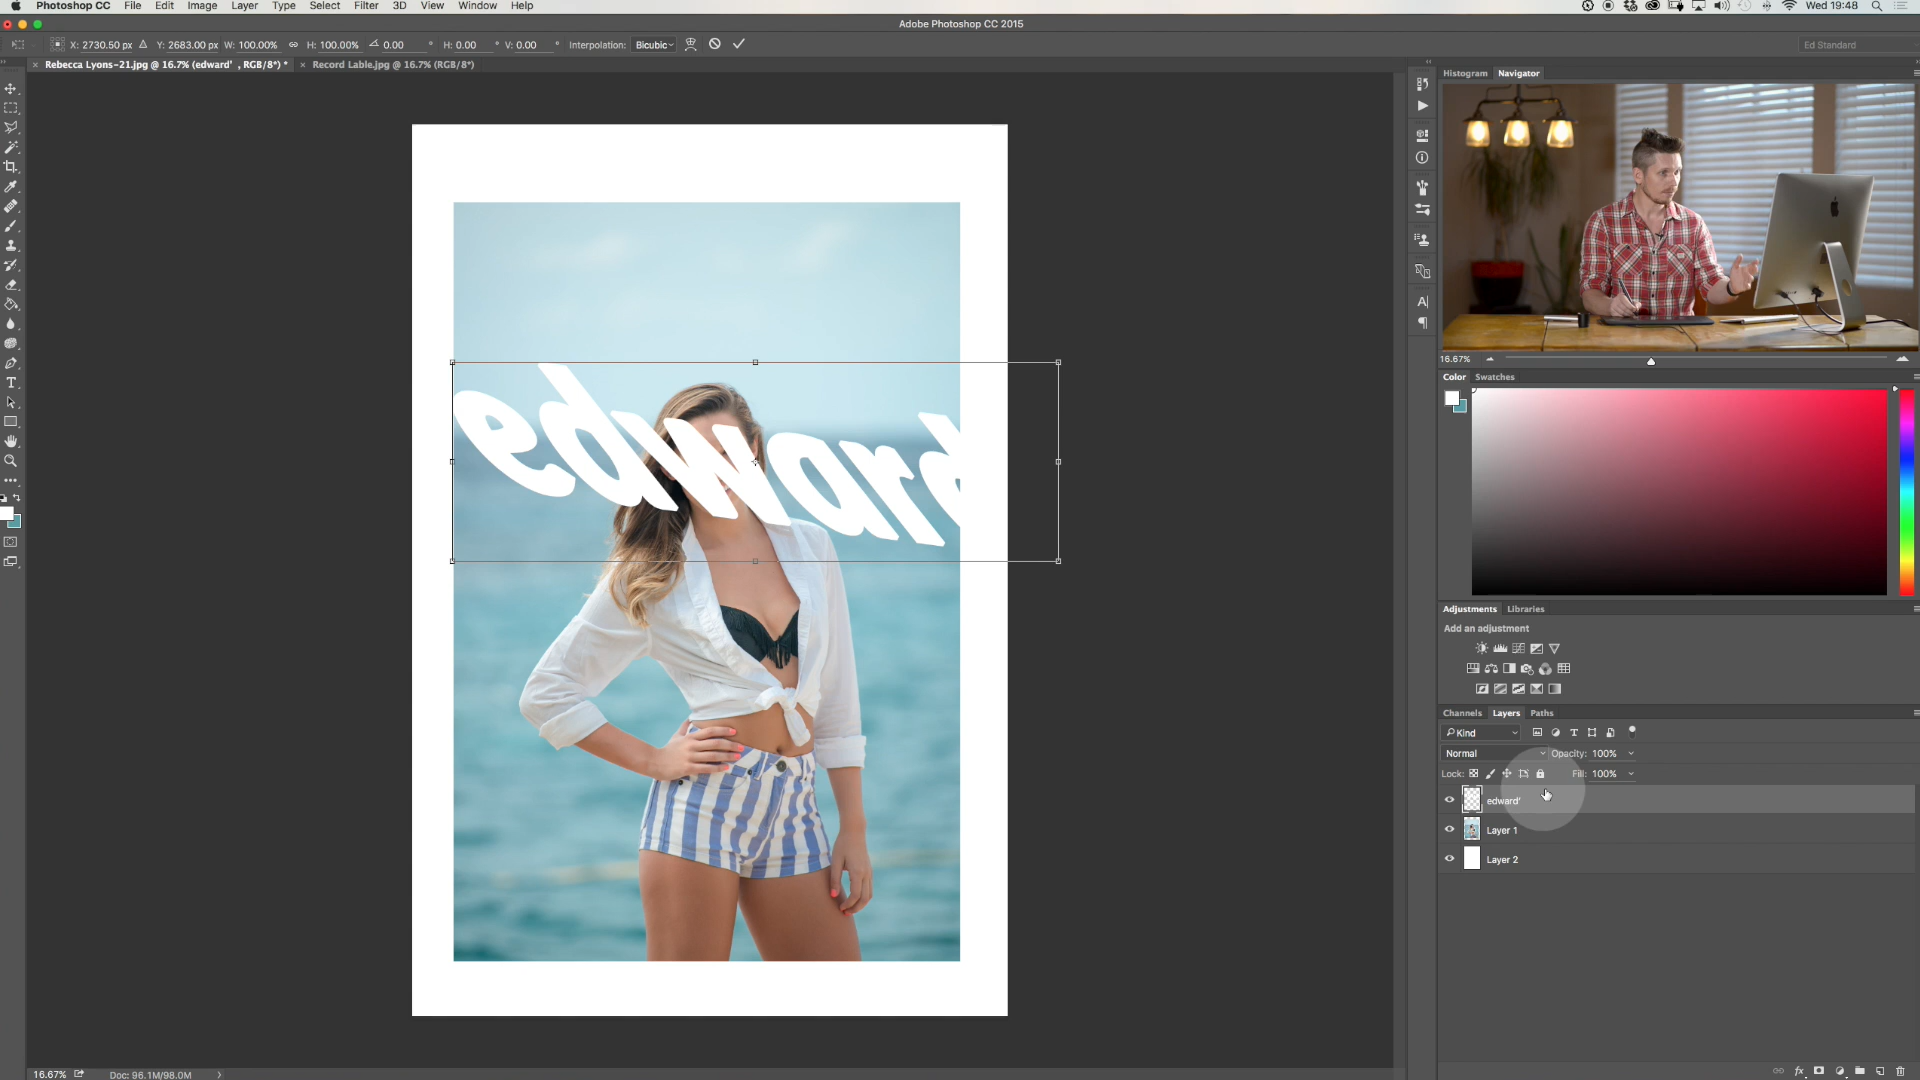 Photoshop CC File Edit Image Layer Type Select Filter 3D View Window Help
Wed 19:48
Adobe Photoshop CC 2015
X: 2730.50 px Δ Y: 2683.00 px W: 100.00% H: 100.00% 0.00 ° H: 0.00 ° V: 0.00 ° Interpolation: Bicubic
Ed Standard
× Rebecca Lyons-21.jpg @ 16.7% (edward' , RGB/8*) * × Record Lable.jpg @ 16.7% (RGB/8*)
Histogram Navigator
16.67%
Color Swatches
edward
Adjustments Libraries
Add an adjustment
Channels Layers Paths
Kind
Normal Opacity: 100%
Lock: Fill: 100%
edward'
Layer 1
Layer 2
16.67% Doc: 96.1M/98.0M